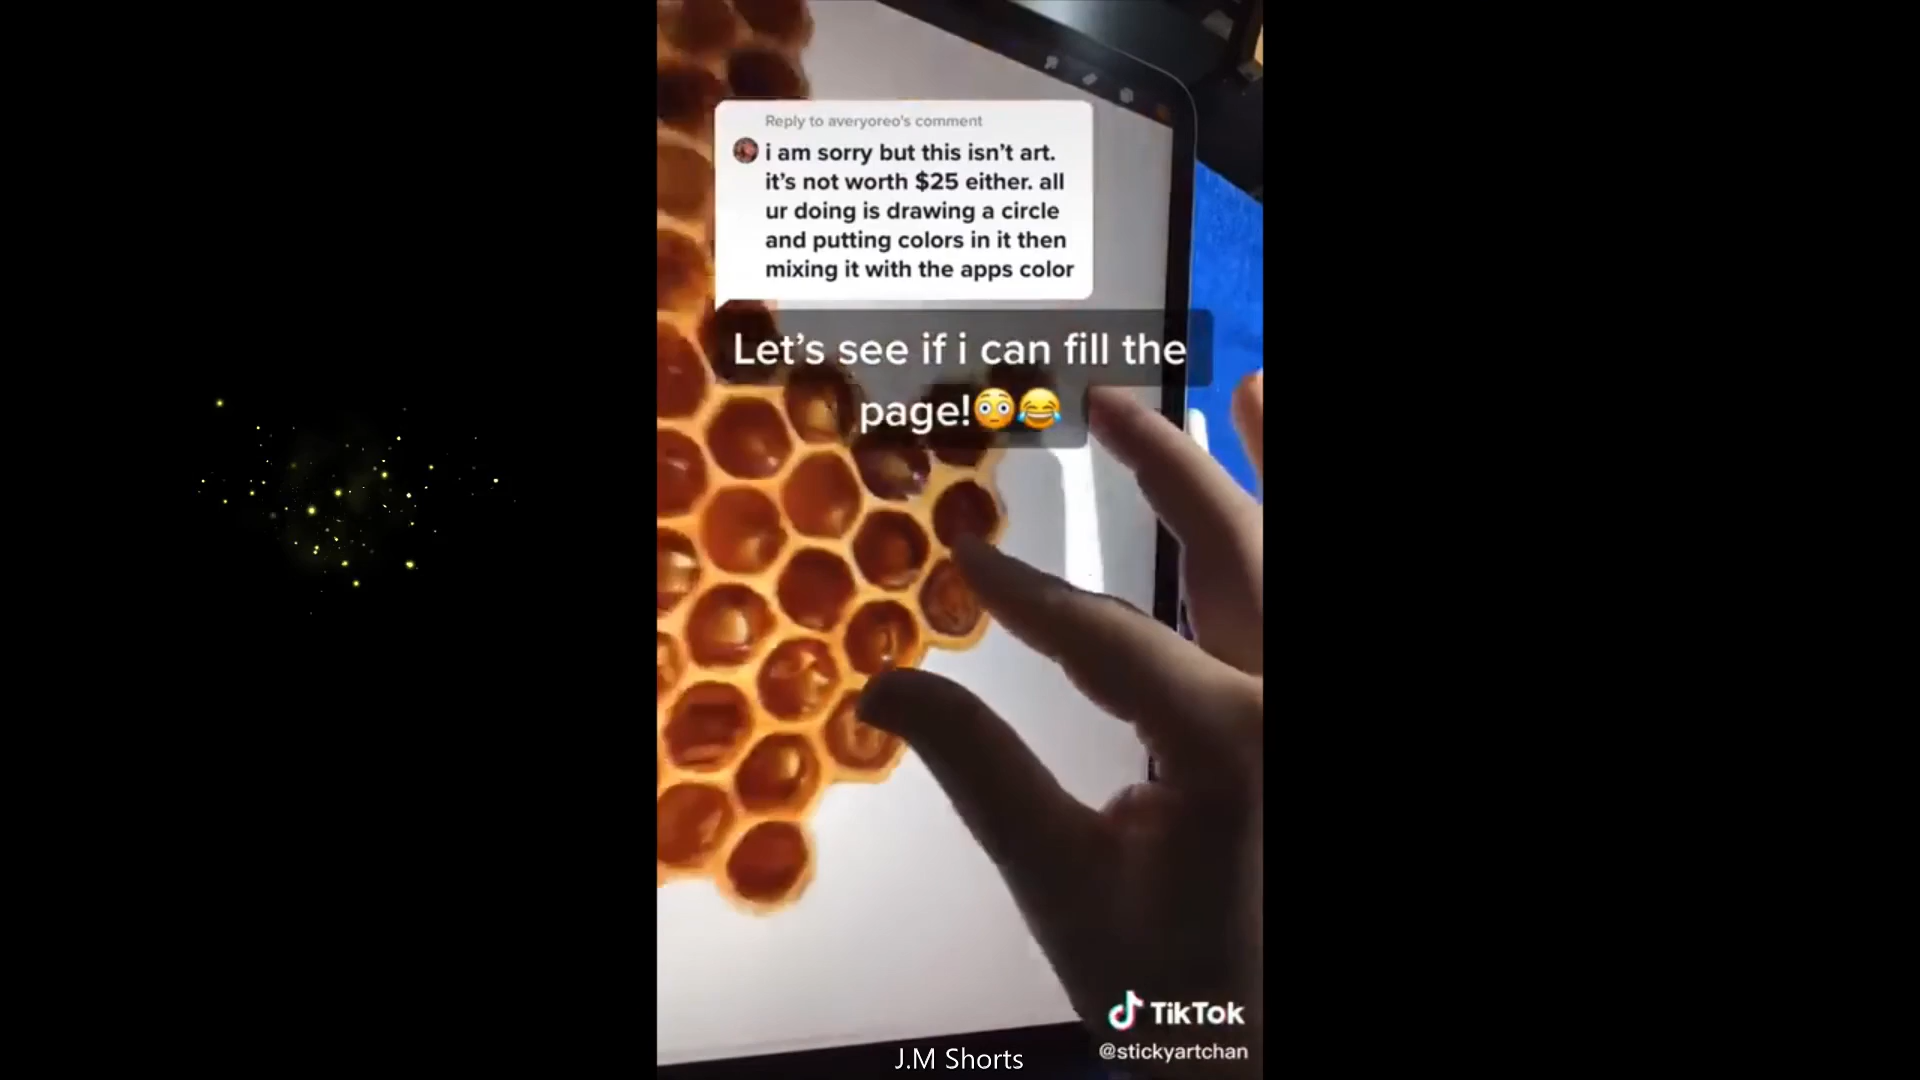 Reply to averyoreo's comment
i am sorry but this isn't art.
it's not worth $25 either. all
ur doing is drawing a circle
and putting colors in it then
mixing it with the apps color
Let's see if i can fill the
page!😳😂
TikTok
@stickyartchan
J.M Shorts